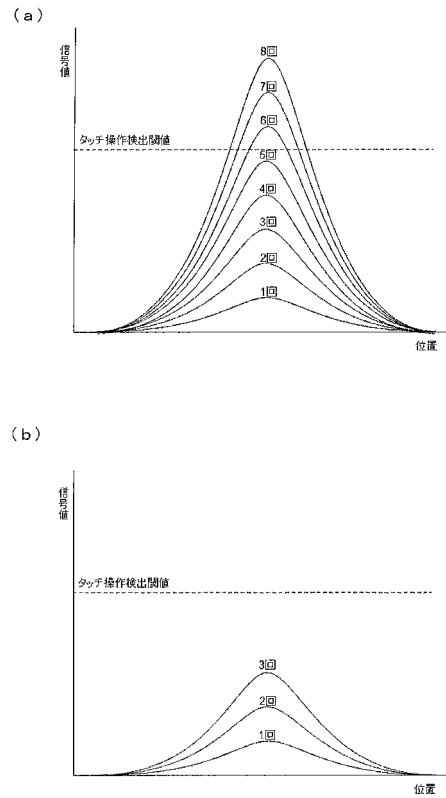 (a)
信号値
8回
7回
6回
タッチ操作検出閾値
5回
4回
3回
2回
1回
位置
(b)
信号値
タッチ操作検出閾値
3回
2回
1回
位置